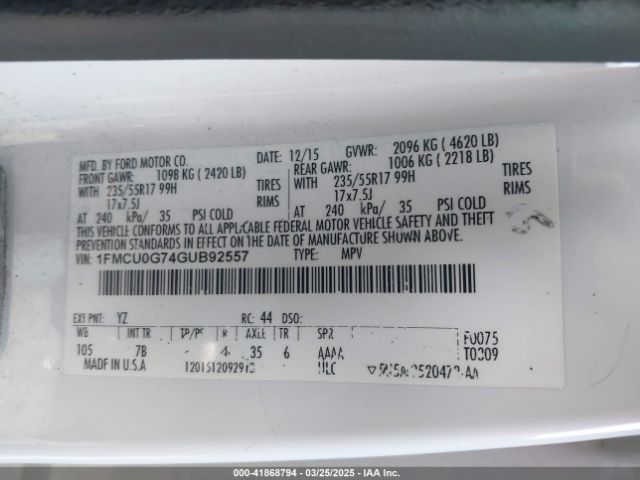 MFD. BY FORD MOTOR CO.
DATE: 12/15 GVWR: 2096 KG ( 4620 LB)
FRONT GAWR: 1098 KG ( 2420 LB) REAR GAWR: 1006 KG ( 2218 LB)
WITH 235/55R17 99H TIRES WITH 235/55R17 99H TIRES
17x7.5J RIMS 17x7.5J RIMS
AT 240 kPa/ 35 PSI COLD AT 240 kPa/ 35 PSI COLD
THIS VEHICLE CONFORMS TO ALL APPLICABLE FEDERAL MOTOR VEHICLE SAFETY AND THEFT
PREVENTION STANDARDS IN EFFECT ON THE DATE OF MANUFACTURE SHOWN ABOVE.
VIN: 1FMCU0G74GUB92557 TYPE: MPV
EXT PNT: YZ RC: 44 DSO:
WB INT TR TP/PS R AXLE TR SPR F0075
105 7B 4 35 6 AAAA T0309
MADE IN U.S.A ULC
000-41868794 | 03/25/2025 | IAA Inc.